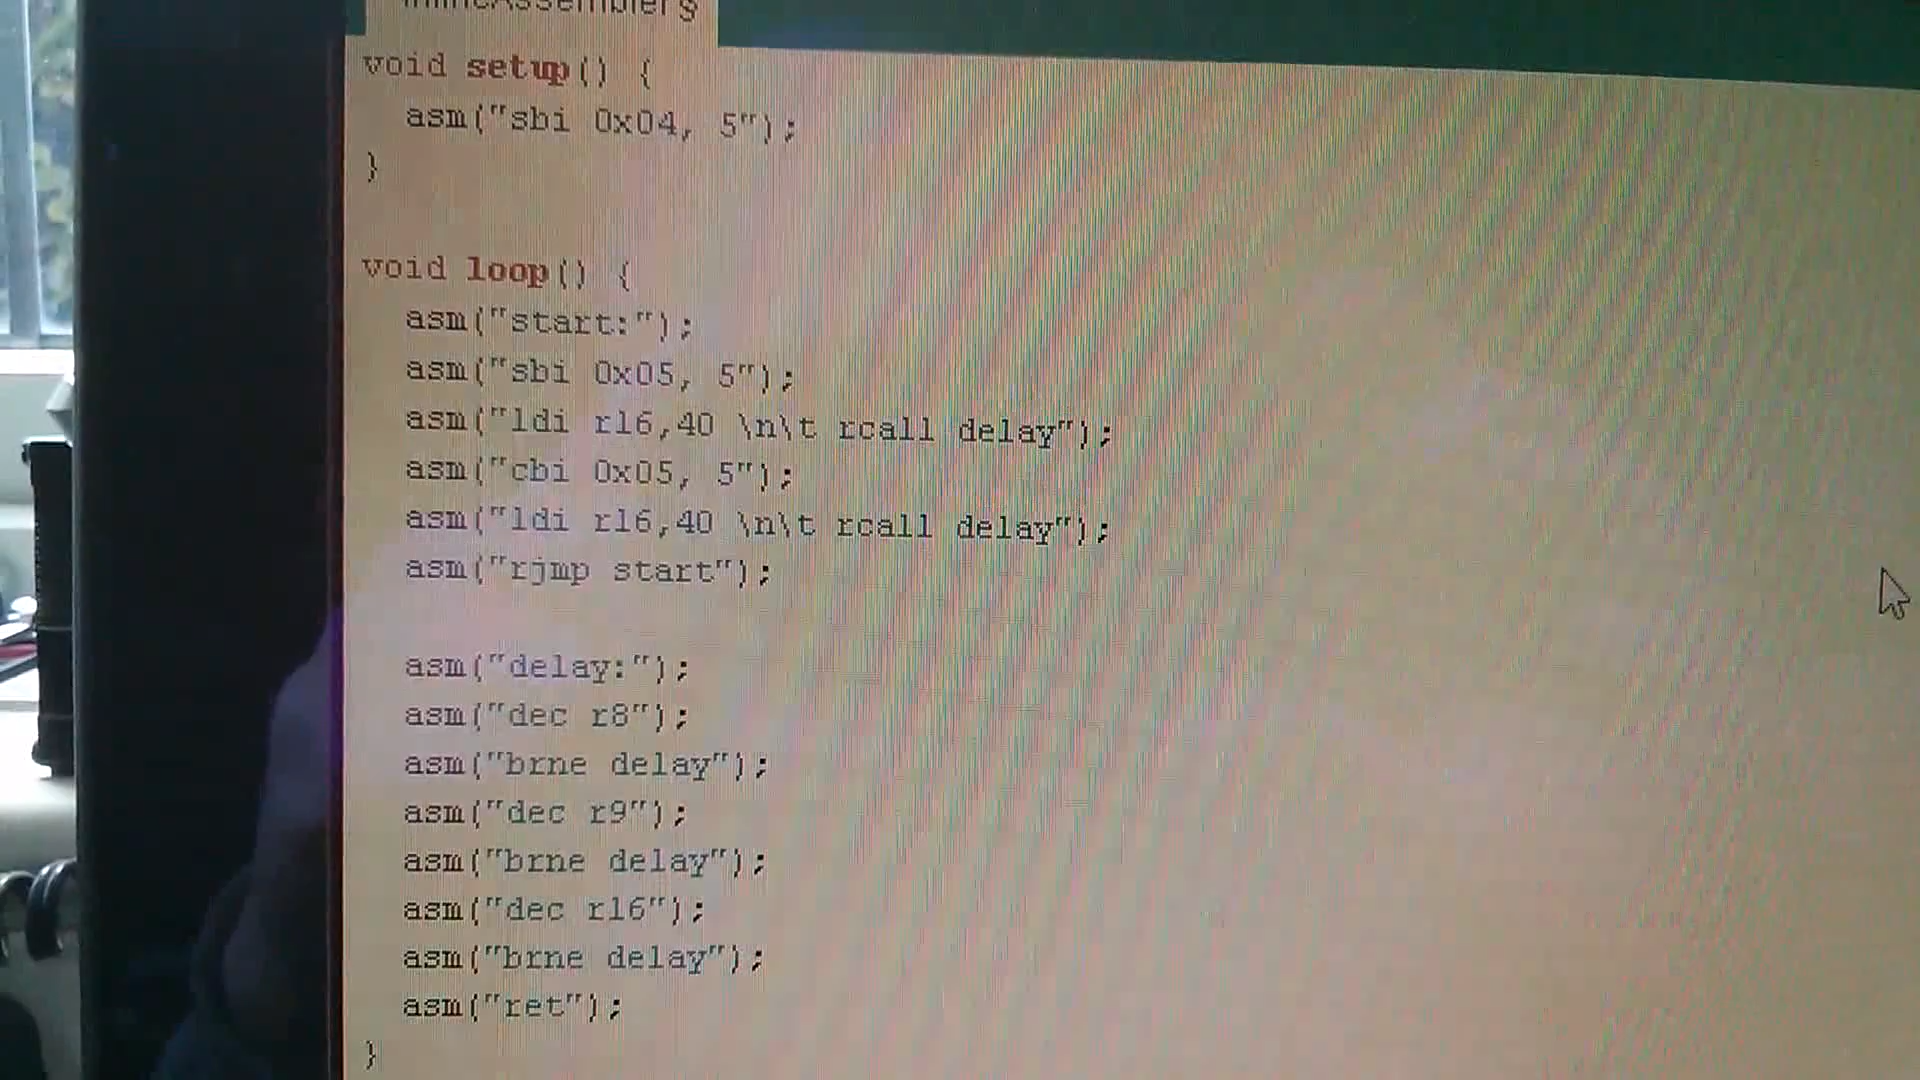 void setup() {
  asm("sbi 0x04, 5");
}
void loop() {
  asm("start:");
  asm("sbi 0x05, 5");
  asm("ldi r16,40 \n\t rcall delay");
  asm("cbi 0x05, 5");
  asm("ldi r16,40 \n\t rcall delay");
  asm("rjmp start");
  asm("delay:");
  asm("dec r8");
  asm("brne delay");
  asm("dec r9");
  asm("brne delay");
  asm("dec r16");
  asm("brne delay");
  asm("ret");
}